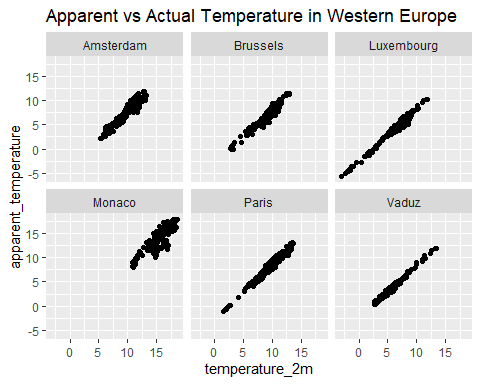 Apparent vs Actual Temperature in Western Europe
Amsterdam
Brussels
Luxembourg
15
10
5
0
-5
Monaco
Paris
Vaduz
15
10
5
0
-5
apparent_temperature
0 5 10 15
0 5 10 15
0 5 10 15
temperature_2m